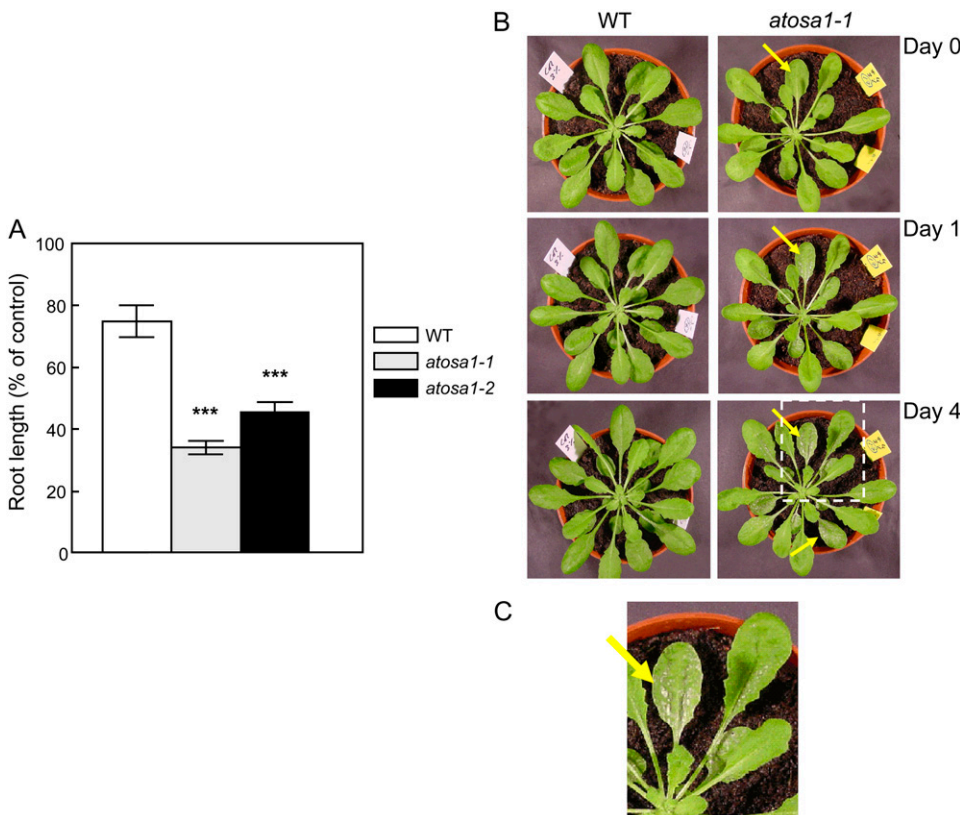 A
100
80
60
40
20
0
Root length (% of control)
***
***
WT
atosa1-1
atosa1-2
B
WT
atosa1-1
Day 0
Day 1
Day 4
C